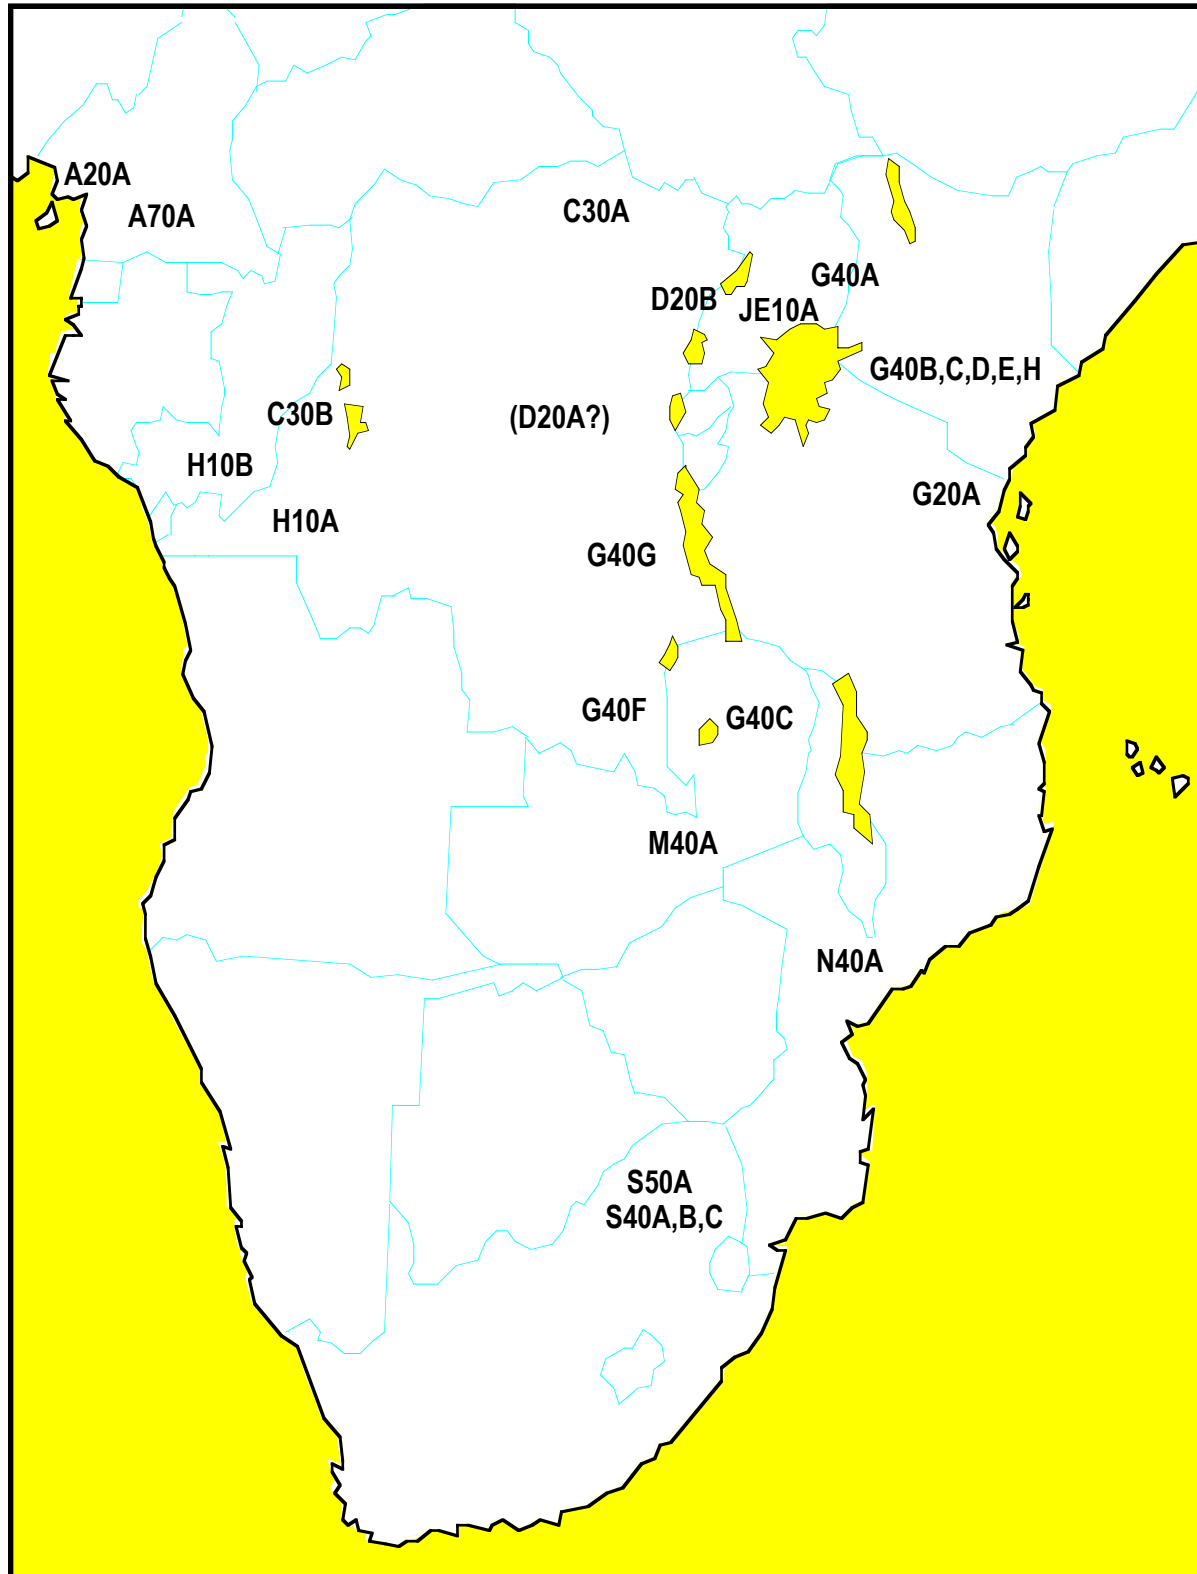 A20A
A70A
C30A
G40A
D20B
JE10A
G40B,C,D,E,H
C30B
(D20A?)
H10B
G20A
H10A
G40G
G40F
G40C
M40A
N40A
S50A
S40A,B,C